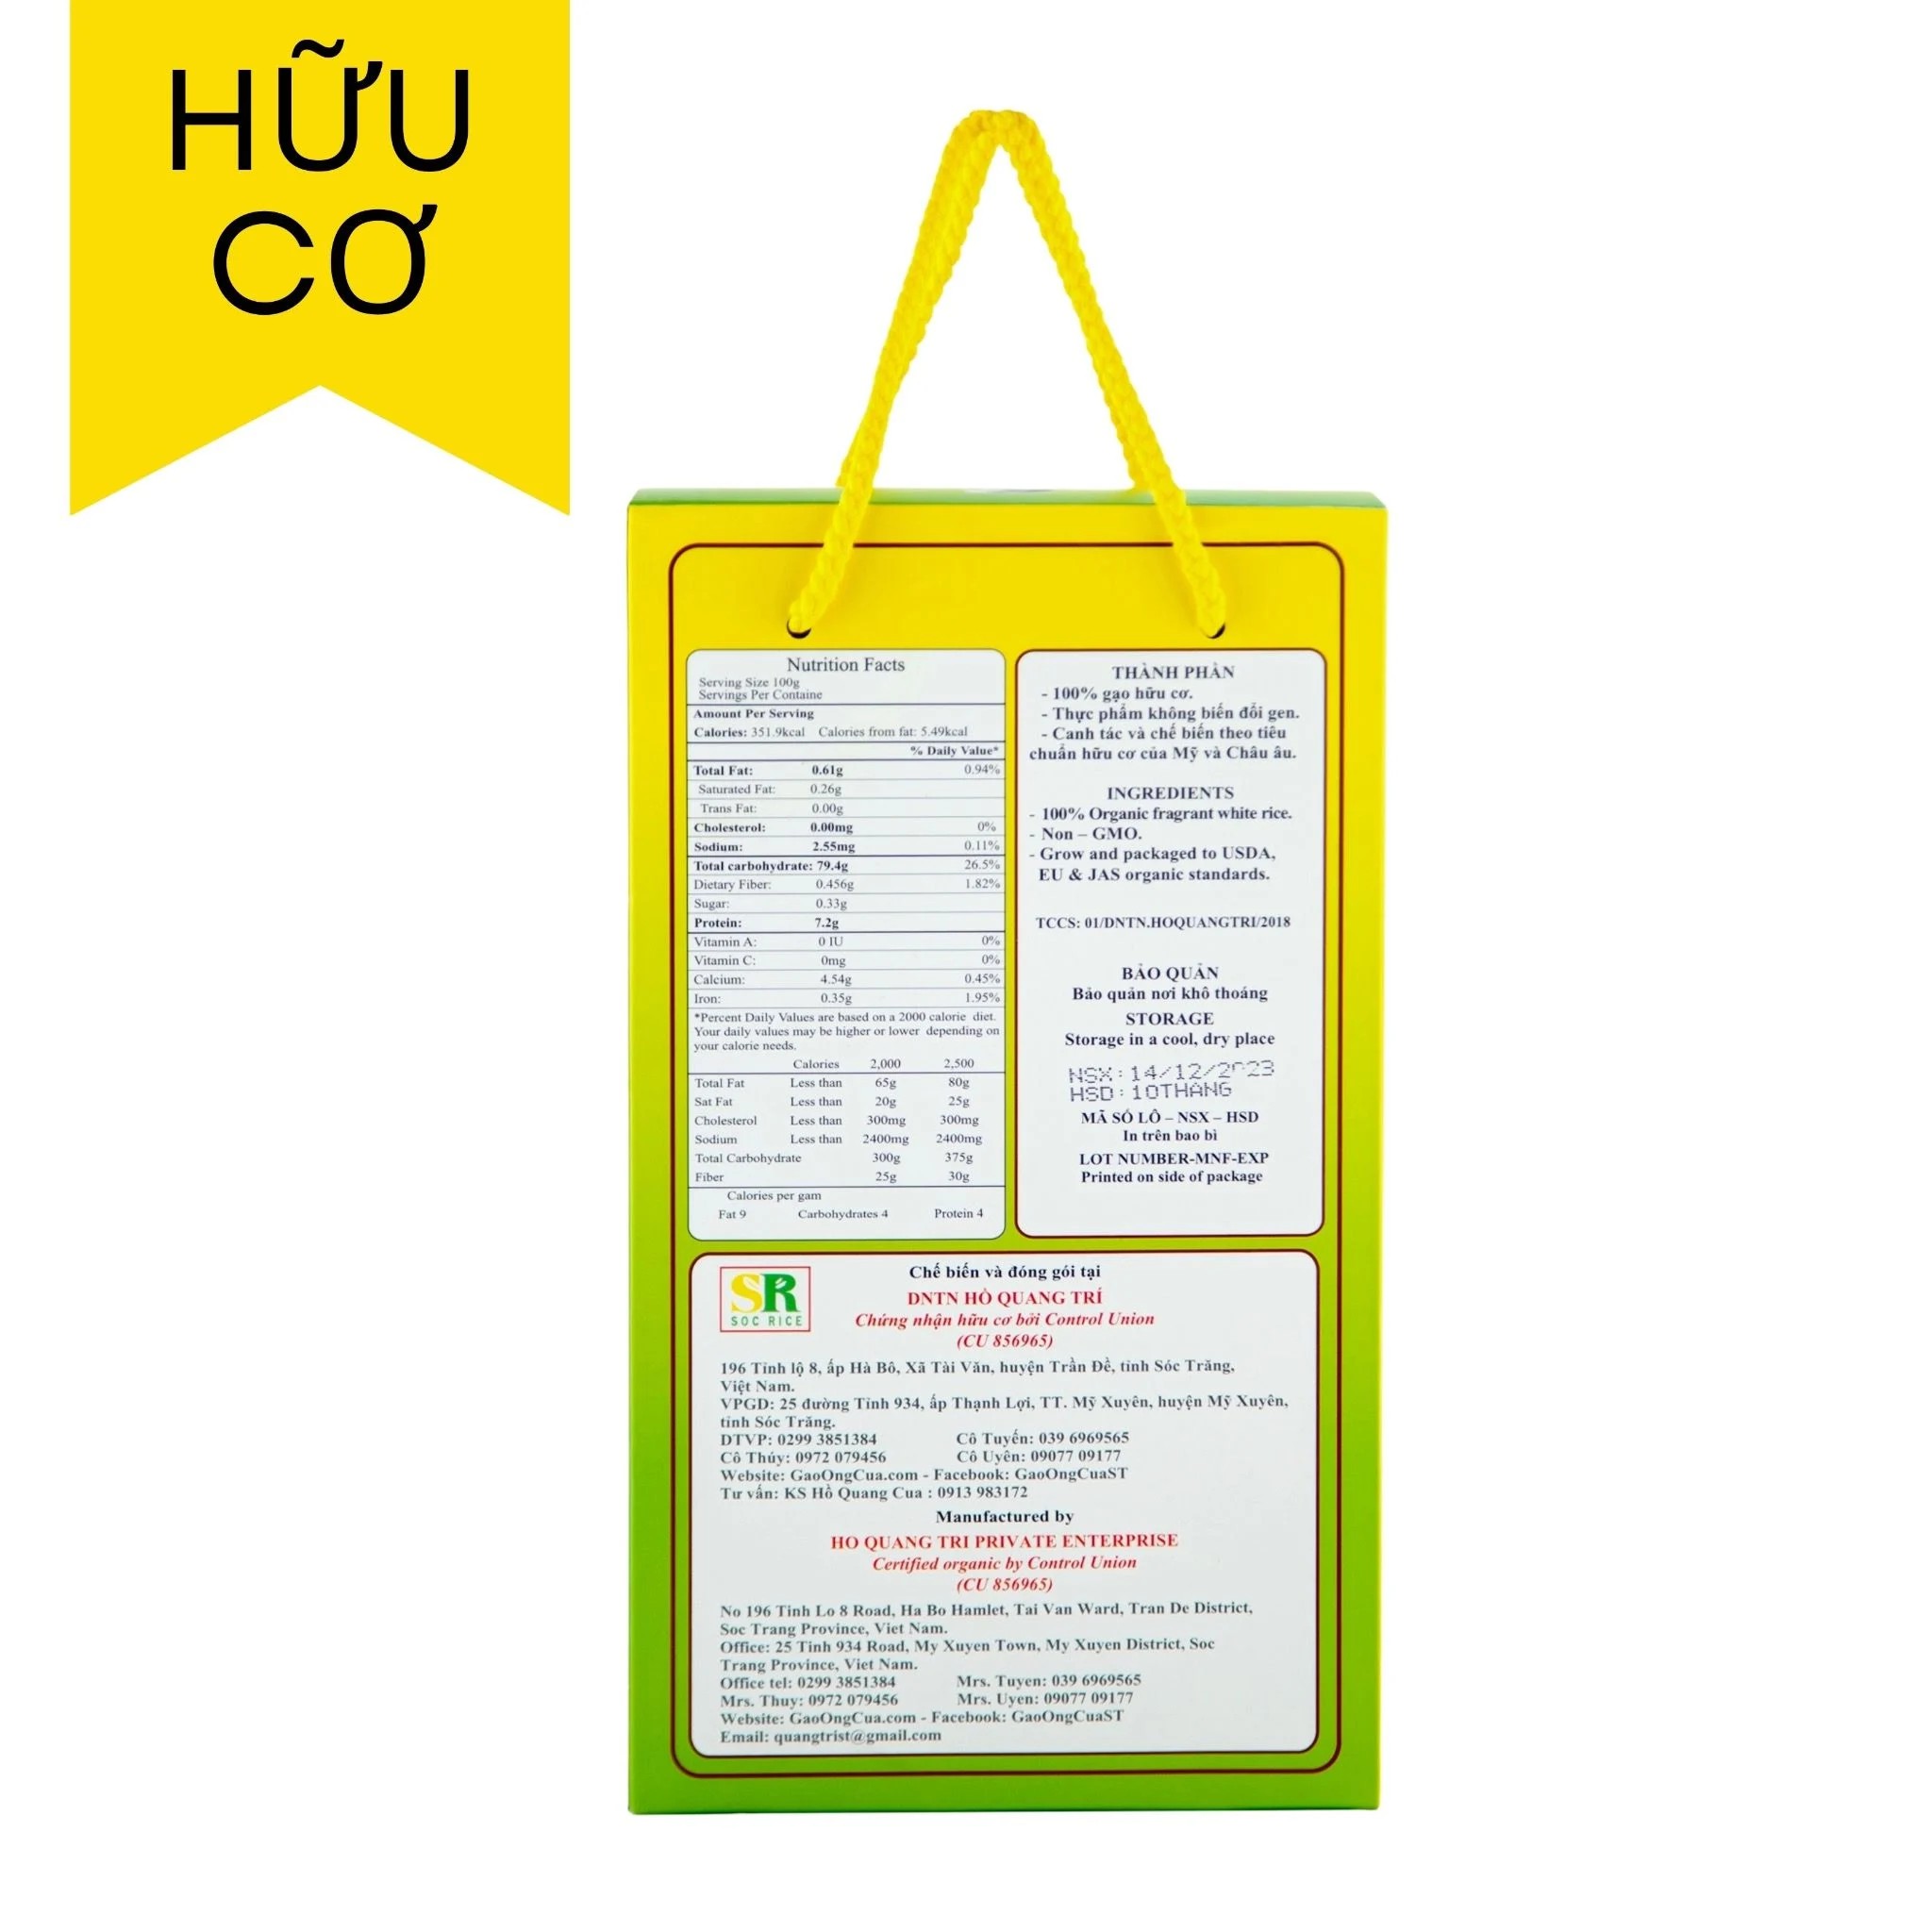 HỮU
CƠ
Nutrition Facts
Serving Size 100g
Servings Per Containe
Amount Per Serving
Calories: 351.9kcal Calories from fat: 5.49kcal
% Daily Value*
Total Fat: 0.61g 0.94%
Saturated Fat: 0.26g
Trans Fat: 0.00g
Cholesterol: 0.00mg 0%
Sodium: 2.55mg 0.11%
Total carbohydrate: 79.4g 26.5%
Dietary Fiber: 0.456g 1.82%
Sugar: 0.33g
Protein: 7.2g
Vitamin A: 0 IU 0%
Vitamin C: 0mg 0%
Calcium: 4.54g 0.45%
Iron: 0.35g 1.95%
*Percent Daily Values are based on a 2000 calorie diet.
Your daily values may be higher or lower depending on
your calorie needs.
Calories 2,000 2,500
Total Fat Less than 65g 80g
Sat Fat Less than 20g 25g
Cholesterol Less than 300mg 300mg
Sodium Less than 2400mg 2400mg
Total Carbohydrate 300g 375g
Fiber 25g 30g
Calories per gam
Fat 9 Carbohydrates 4 Protein 4
THÀNH PHẦN
- 100% gạo hữu cơ.
- Thực phẩm không biến đổi gen.
- Canh tác và chế biến theo tiêu
chuẩn hữu cơ của Mỹ và Châu âu.
INGREDIENTS
- 100% Organic fragrant white rice.
- Non – GMO.
- Grow and packaged to USDA,
EU & JAS organic standards.
TCCS: 01/DNTN.HOQUANGTRI/2018
BẢO QUẢN
Bảo quản nơi khô thoáng
STORAGE
Storage in a cool, dry place
NSX: 14/12/2023
HSD: 10THANG
MÃ SỐ LÔ – NSX – HSD
In trên bao bì
LOT NUMBER-MNF-EXP
Printed on side of package
SR
SOC RICE
Chế biến và đóng gói tại
DNTN HỒ QUANG TRÍ
Chứng nhận hữu cơ bởi Control Union
(CU 856965)
196 Tỉnh lộ 8, ấp Hà Bô, Xã Tài Văn, huyện Trần Đề, tỉnh Sóc Trăng,
Việt Nam.
VPGD: 25 đường Tỉnh 934, ấp Thạnh Lợi, TT. Mỹ Xuyên, huyện Mỹ Xuyên,
tỉnh Sóc Trăng.
DTVP: 0299 3851384 Cô Tuyến: 039 6969565
Cô Thúy: 0972 079456 Cô Uyên: 09077 09177
Website: GaoOngCua.com - Facebook: GaoOngCuaST
Tư vấn: KS Hồ Quang Cua : 0913 983172
Manufactured by
HO QUANG TRI PRIVATE ENTERPRISE
Certified organic by Control Union
(CU 856965)
No 196 Tinh Lo 8 Road, Ha Bo Hamlet, Tai Van Ward, Tran De District,
Soc Trang Province, Viet Nam.
Office: 25 Tinh 934 Road, My Xuyen Town, My Xuyen District, Soc
Trang Province, Viet Nam.
Office tel: 0299 3851384 Mrs. Tuyen: 039 6969565
Mrs. Thuy: 0972 079456 Mrs. Uyen: 09077 09177
Website: GaoOngCua.com - Facebook: GaoOngCuaST
Email: quangtrist@gmail.com